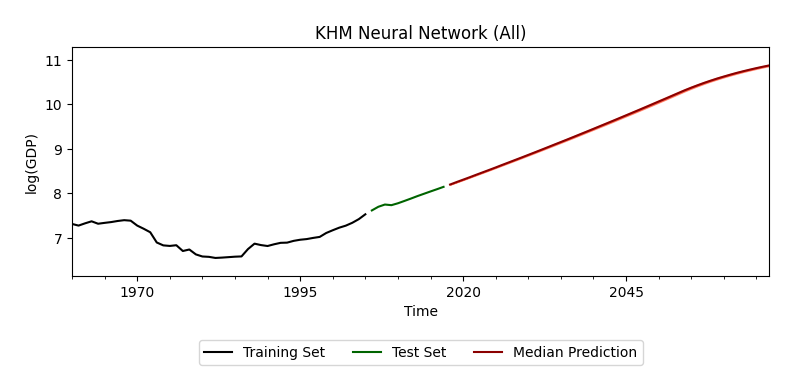 KHM Neural Network (All)
log(GDP)
11
10
9
8
7
1970 1995 2020 2045
Time
Training Set Test Set Median Prediction